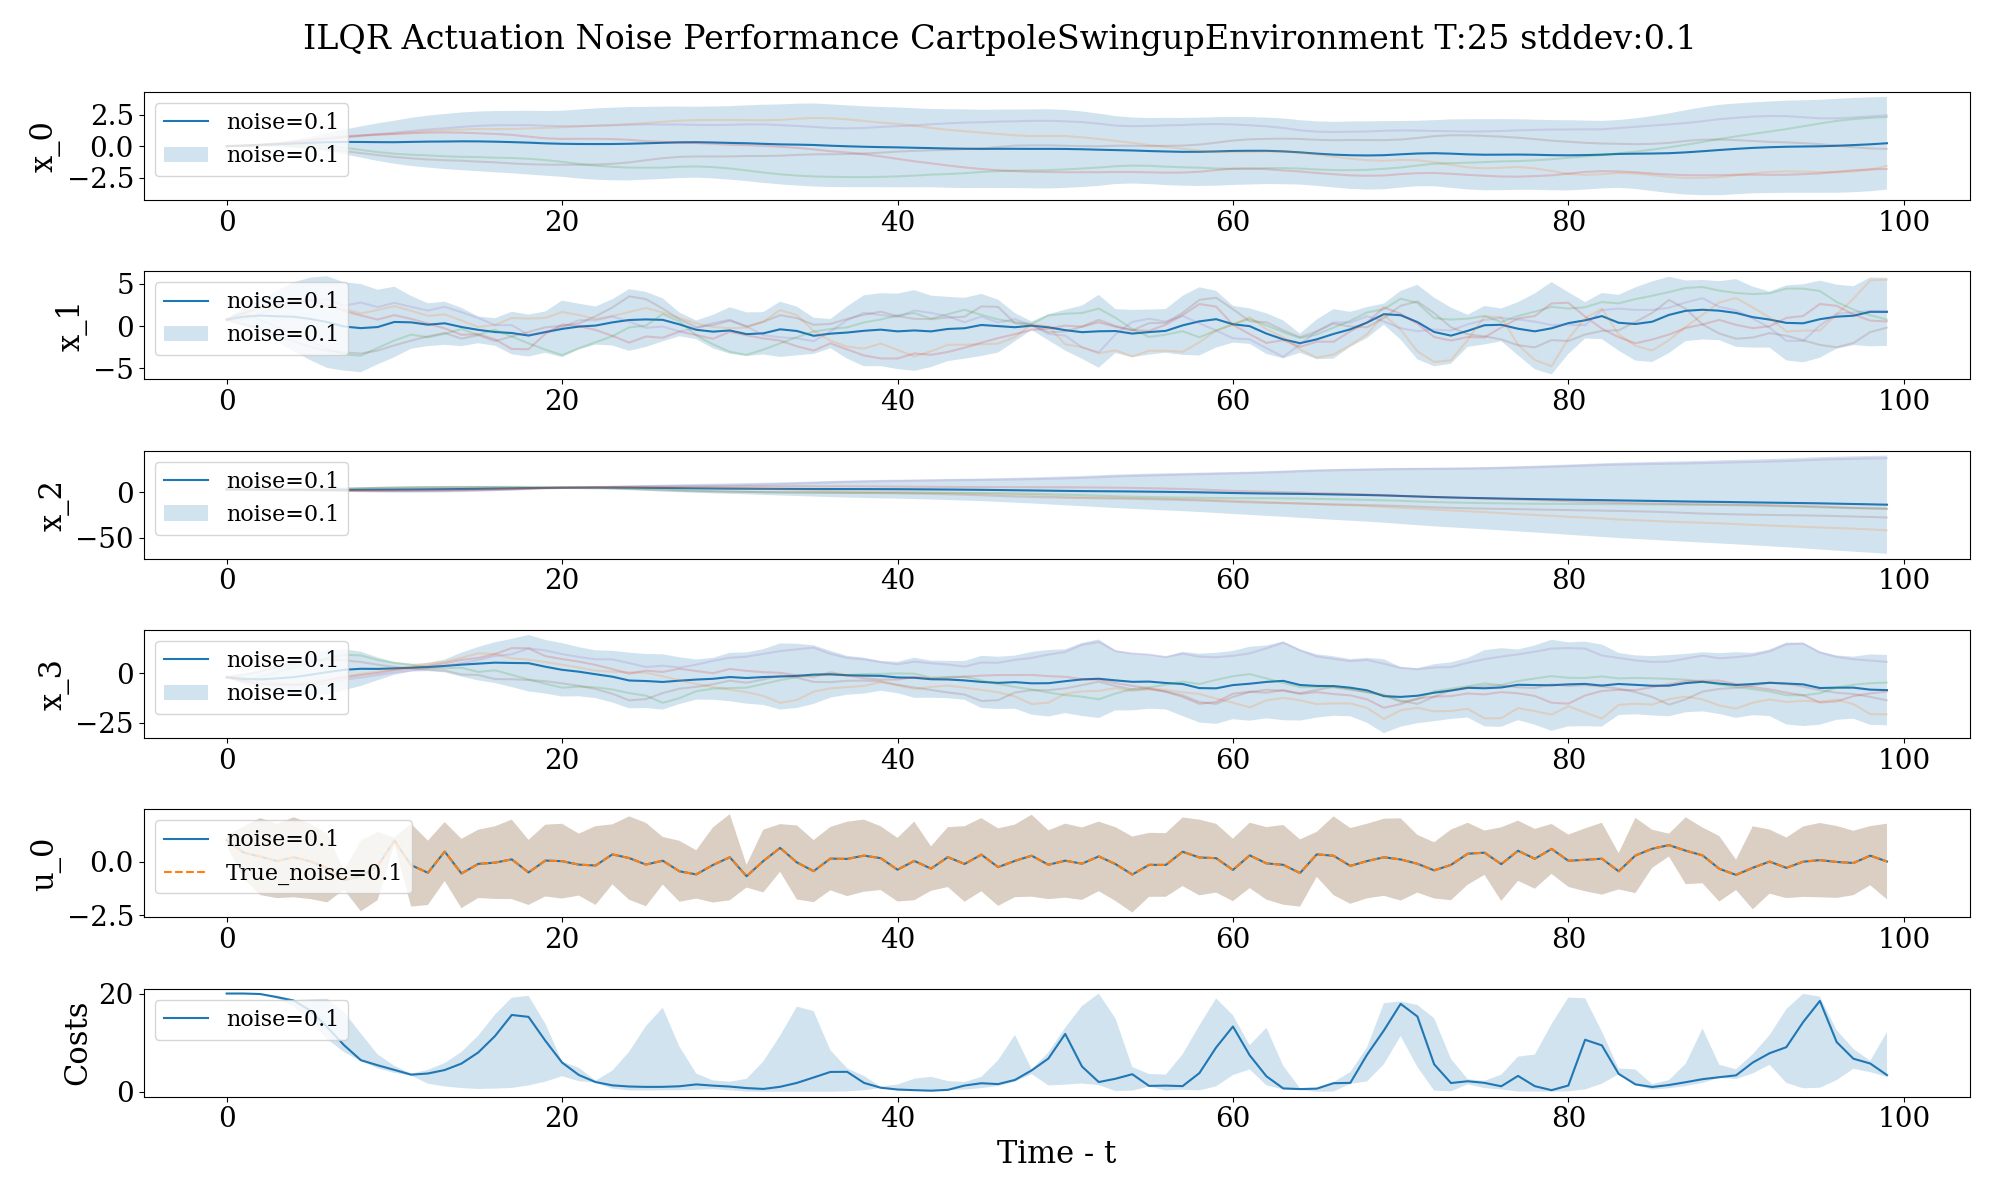 ILQR Actuation Noise Performance CartpoleSwingupEnvironment T:25 stddev:0.1
x_0
2.5
0.0
−2.5
noise=0.1
noise=0.1
0 20 40 60 80 100
x_1
5
0
−5
noise=0.1
noise=0.1
0 20 40 60 80 100
x_2
0
−50
noise=0.1
noise=0.1
0 20 40 60 80 100
x_3
0
−25
noise=0.1
noise=0.1
0 20 40 60 80 100
u_0
0.0
−2.5
noise=0.1
True_noise=0.1
0 20 40 60 80 100
Costs
20
0
noise=0.1
0 20 40 60 80 100
Time - t